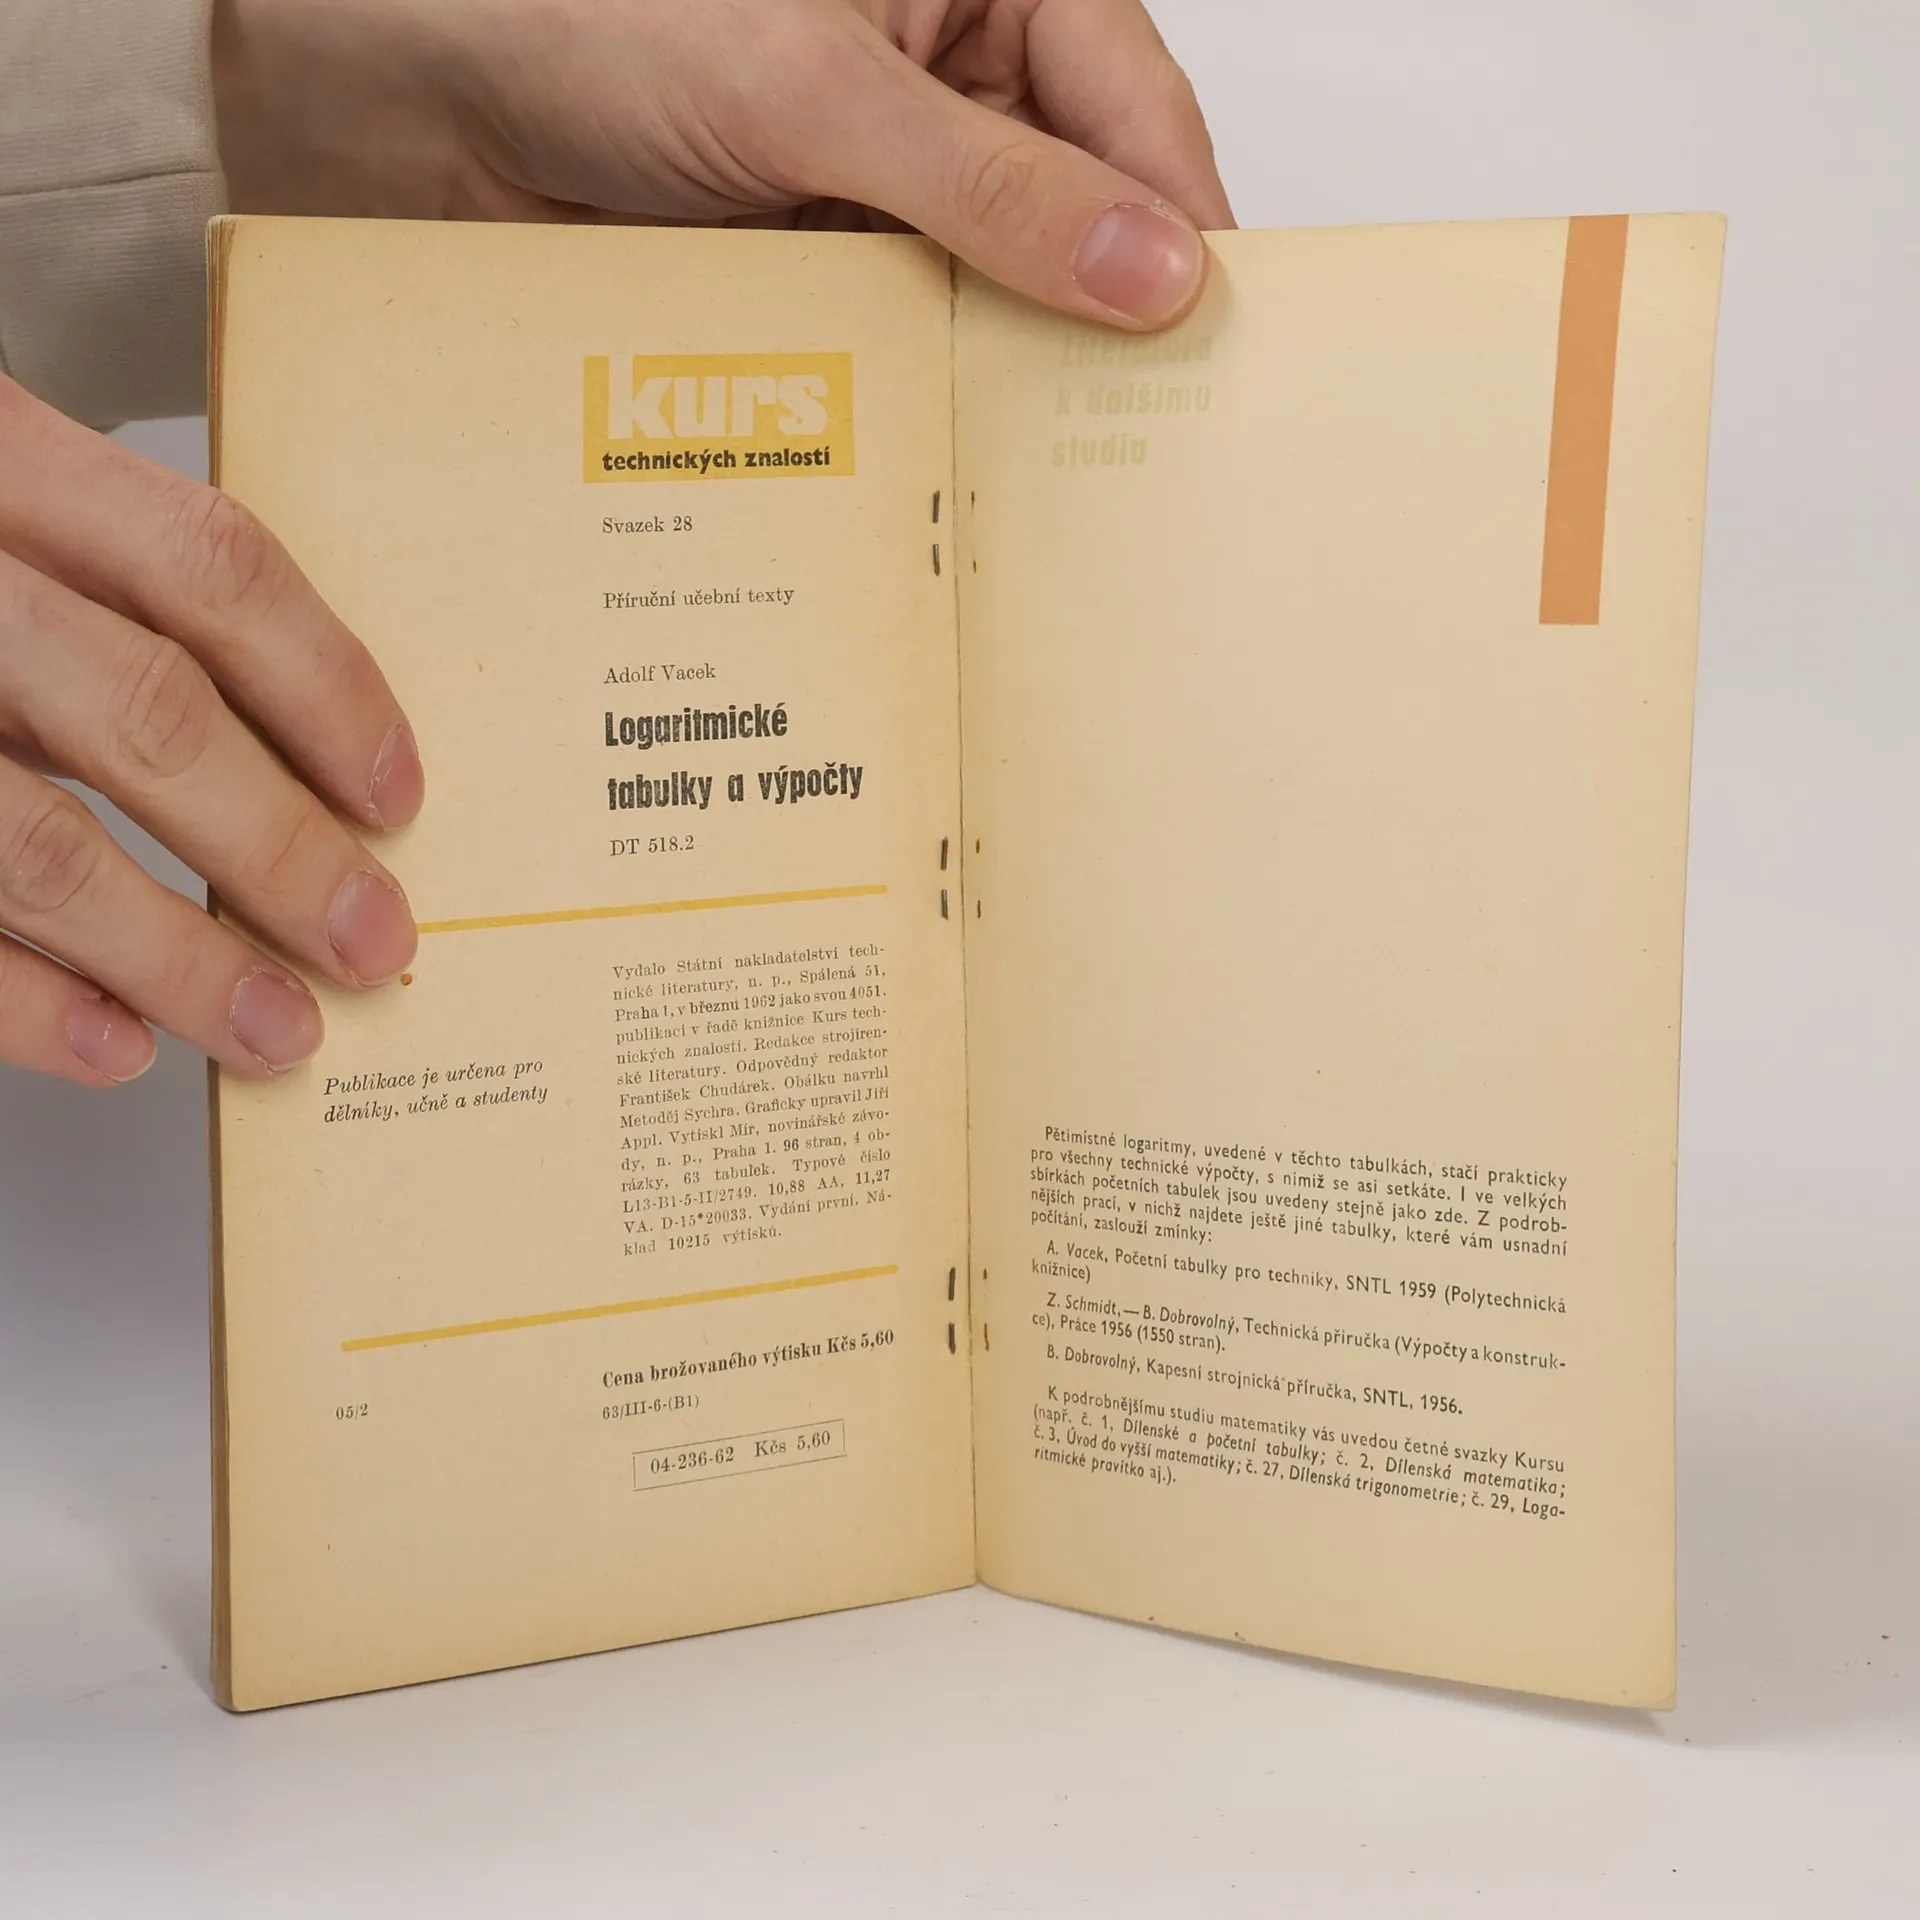 kurs
technických znalostí
Svazek 28
Příruční učební texty
Adolf Vacek
Logaritmické
tabulky a výpočty
DT 518.2
Publikace je určena pro
dělníky, učně a studenty
Vydalo Státní nakladatelství tech-
nické literatury, n. p., Spálená 51,
Praha 1, v březnu 1962 jako svou 4051.
publikaci v řadě knižnice Kurs tech-
nických znalostí. Redakce strojíren-
ské literatury. Odpovědný redaktor
František Chudárek. Obálku navrhl
Metoděj Sychra. Graficky upravil Jiří
Appl. Vytiskl Mír, novinářské závo-
dy, n. p., Praha 1. 96 stran, 4 ob-
rázky, 63 tabulek. Typové číslo
L13-B1-5-II/2749. 10,88 AA, 11,27
VA. D-15*20033. Vydání první. Ná-
klad 10215 výtisků.
Cena brožovaného výtisku Kčs 5,60
05/2
63/III-6-(B1)
04-236-62 Kčs 5,60
Literatura
k dalšímu
studiu
Pětimístné logaritmy, uvedené v těchto tabulkách, stačí prakticky
pro všechny technické výpočty, s nimiž se asi setkáte. I ve velkých
sbírkách početních tabulek jsou uvedeny stejně jako zde. Z podrob-
nějších prací, v nichž najdete ještě jiné tabulky, které vám usnadní
počítání, zaslouží zmínky:
A. Vacek, Početní tabulky pro techniky, SNTL 1959 (Polytechnická
knižnice)
Z. Schmidt, — B. Dobrovolný, Technická příručka (Výpočty a konstruk-
ce), Práce 1956 (1550 stran).
B. Dobrovolný, Kapesní strojnická příručka, SNTL, 1956.
K podrobnějšímu studiu matematiky vás uvedou četné svazky Kursu
(např. č. 1, Dílenské a početní tabulky; č. 2, Dílenská matematika;
č. 3, Úvod do vyšší matematiky; č. 27, Dílenská trigonometrie; č. 29, Loga-
ritmické pravítko aj.).